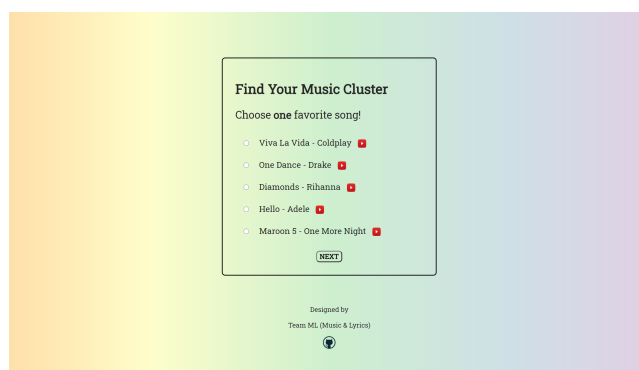 Find Your Music Cluster
Choose one favorite song!
Viva La Vida - Coldplay
One Dance - Drake
Diamonds - Rihanna
Hello - Adele
Maroon 5 - One More Night
NEXT
Designed by
Team ML (Music & Lyrics)